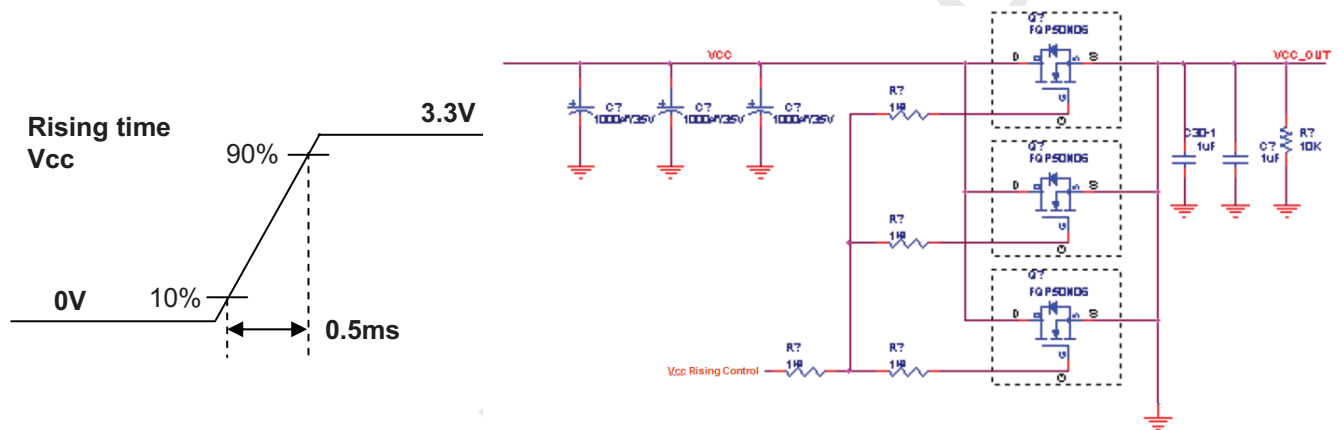 Rising time
Vcc
90%
10%
0V
3.3V
0.5ms
VCC
C?
1000uF/35V
C?
1000uF/35V
C?
1000uF/35V
Q?
FQP50N06
D
S
G
R?
Q?
FQP50N06
D
S
G
R?
Q?
FQP50N06
D
S
G
R?
Vcc Rising Control
R?
VCC_OUT
1uF
C?
1uF
R?
10K